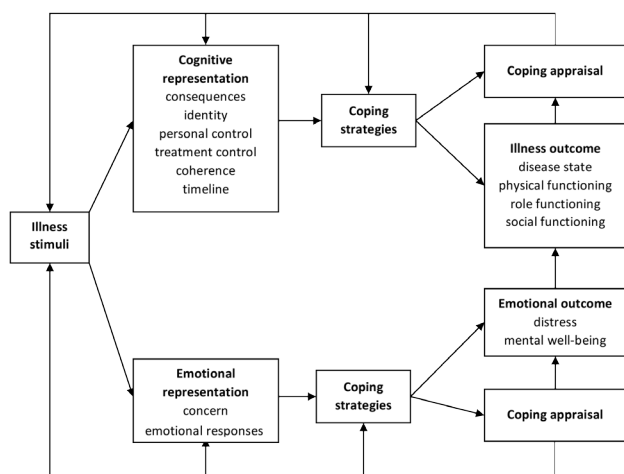 Cognitive
representation
consequences
identity
personal control
treatment control
coherence
timeline
Coping
strategies
Coping appraisal
Illness outcome
disease state
physical functioning
role functioning
social functioning
Illness
stimuli
Emotional outcome
distress
mental well-being
Emotional
representation
concern
emotional responses
Coping
strategies
Coping appraisal